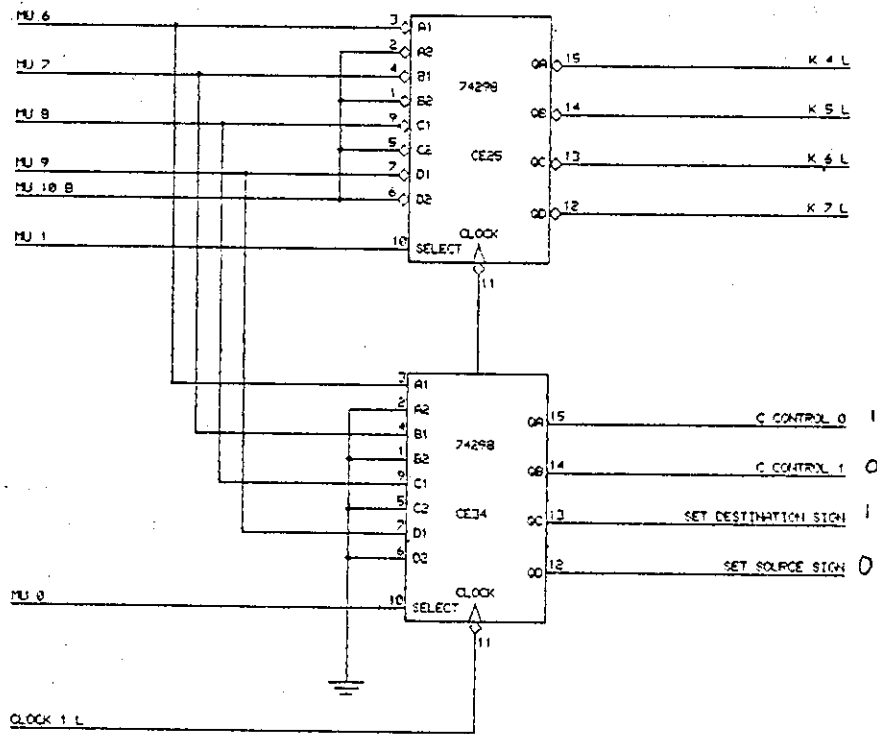 MU 6
3 A1
2 A2
MU 7
4 B1
1 B2
MU 8
9 C1
5 C2
MU 9
7 D1
MU 10 B
6 D2
MU 1
10 SELECT
74298
CE25
CLOCK
11
QA 15 K 4 L
QB 14 K 5 L
QC 13 K 6 L
QD 12 K 7 L
3 A1
2 A2
4 B1
1 B2
9 C1
5 C2
7 D1
6 D2
MU 0
10 SELECT
74298
CE34
CLOCK
11
QA 15 C CONTROL 0 1
QB 14 C CONTROL 1 0
QC 13 SET DESTINATION SIGN 1
QD 12 SET SOURCE SIGN 0
CLOCK 1 L